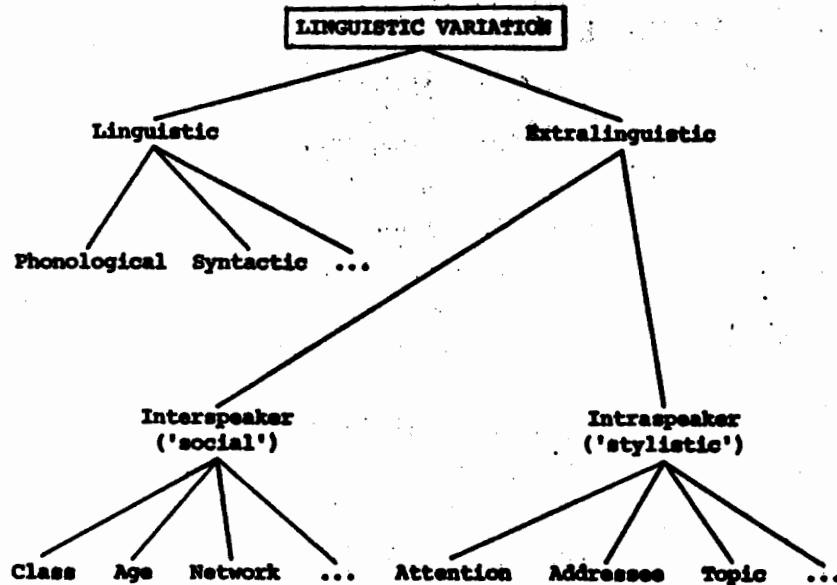 LINGUISTIC VARIATION
Linguistic Extralinguistic
Phonological Syntactic ...
Interspeaker Intraspeaker
('social') ('stylistic')
Class Age Network ... Attention Addressee Topic ...